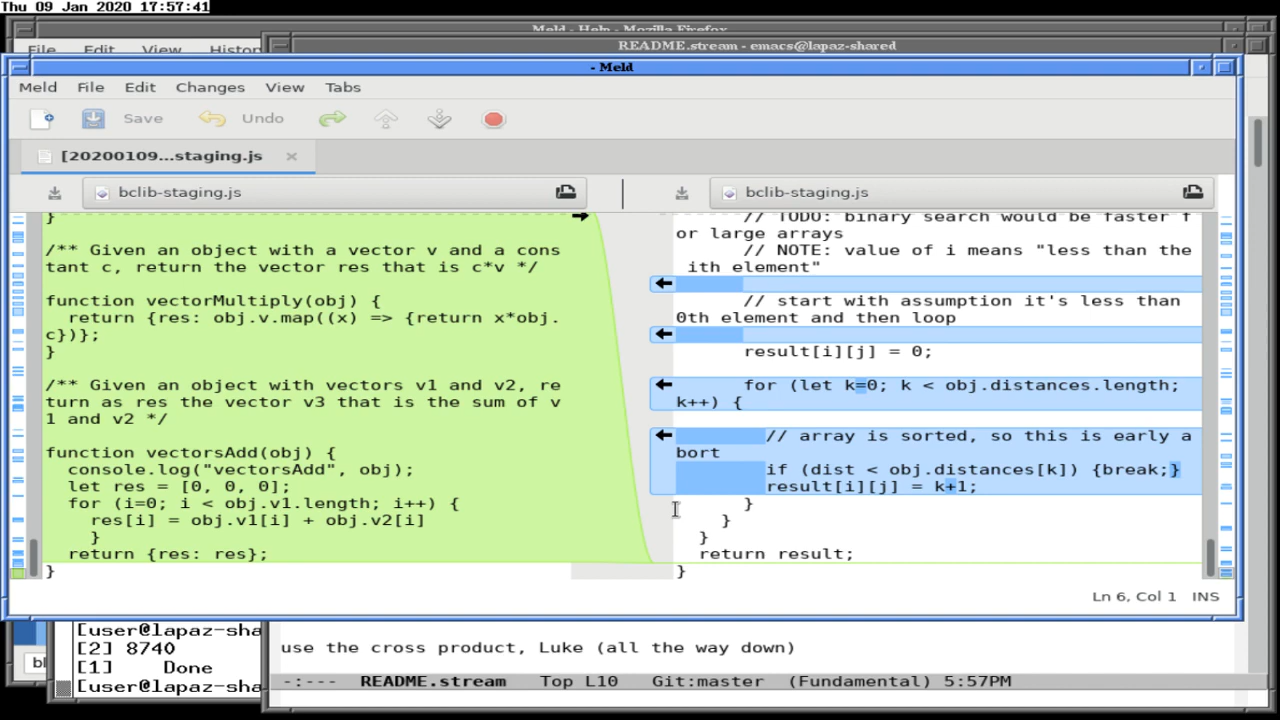 Thu 09 Jan 2020 17:57:41
Meld - Help - Mozilla Firefox
File Edit View Histor
README.stream - emacs@lapaz-shared
- Meld
Meld File Edit Changes View Tabs
Save Undo
[20200109...staging.js
bclib-staging.js
}
/** Given an object with a vector v and a cons
tant c, return the vector res that is c*v */
function vectorMultiply(obj) {
return {res: obj.v.map((x) => {return x*obj.
c})};
}
/** Given an object with vectors v1 and v2, re
turn as res the vector v3 that is the sum of v
1 and v2 */
function vectorsAdd(obj) {
console.log("vectorsAdd", obj);
let res = [0, 0, 0];
for (i=0; i < obj.v1.length; i++) {
res[i] = obj.v1[i] + obj.v2[i]
}
return {res: res};
}
bclib-staging.js
// TODO: binary search would be faster f
or large arrays
// NOTE: value of i means "less than the
ith element"
// start with assumption it's less than
0th element and then loop
result[i][j] = 0;
for (let k=0; k < obj.distances.length;
k++) {
// array is sorted, so this is early a
bort
if (dist < obj.distances[k]) {break;}
result[i][j] = k+1;
}
}
}
return result;
}
Ln 6, Col 1 INS
[user@lapaz-sha
[2] 8740
[1] Done
[user@lapaz-sha
bl
use the cross product, Luke (all the way down)
-:--- README.stream Top L10 Git:master (Fundamental) 5:57PM